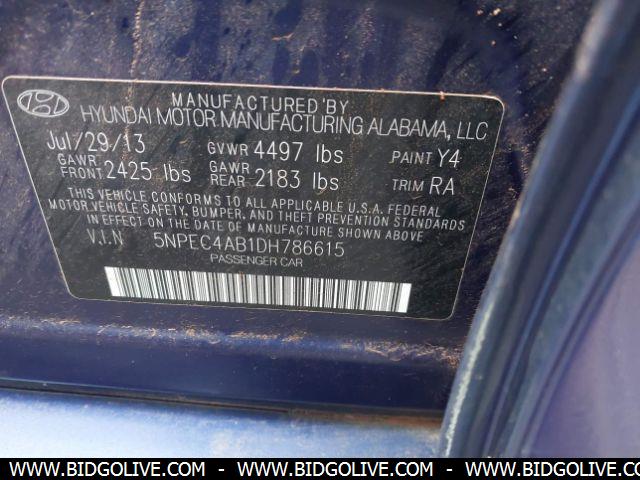 MANUFACTURED BY
HYUNDAI MOTOR MANUFACTURING ALABAMA, LLC
Jul/29/13 GVWR 4497 lbs PAINT Y4
GAWR FRONT 2425 lbs GAWR REAR 2183 lbs TRIM RA
THIS VEHICLE CONFORMS TO ALL APPLICABLE U.S.A. FEDERAL
MOTOR VEHICLE SAFETY, BUMPER, AND THEFT PREVENTION STANDARDS
IN EFFECT ON THE DATE OF MANUFACTURE SHOWN ABOVE.
V.I.N 5NPEC4AB1DH786615
PASSENGER CAR
WWW.BIDGOLIVE.COM - WWW.BIDGOLIVE.COM - WWW.BIDGOLIVE.COM